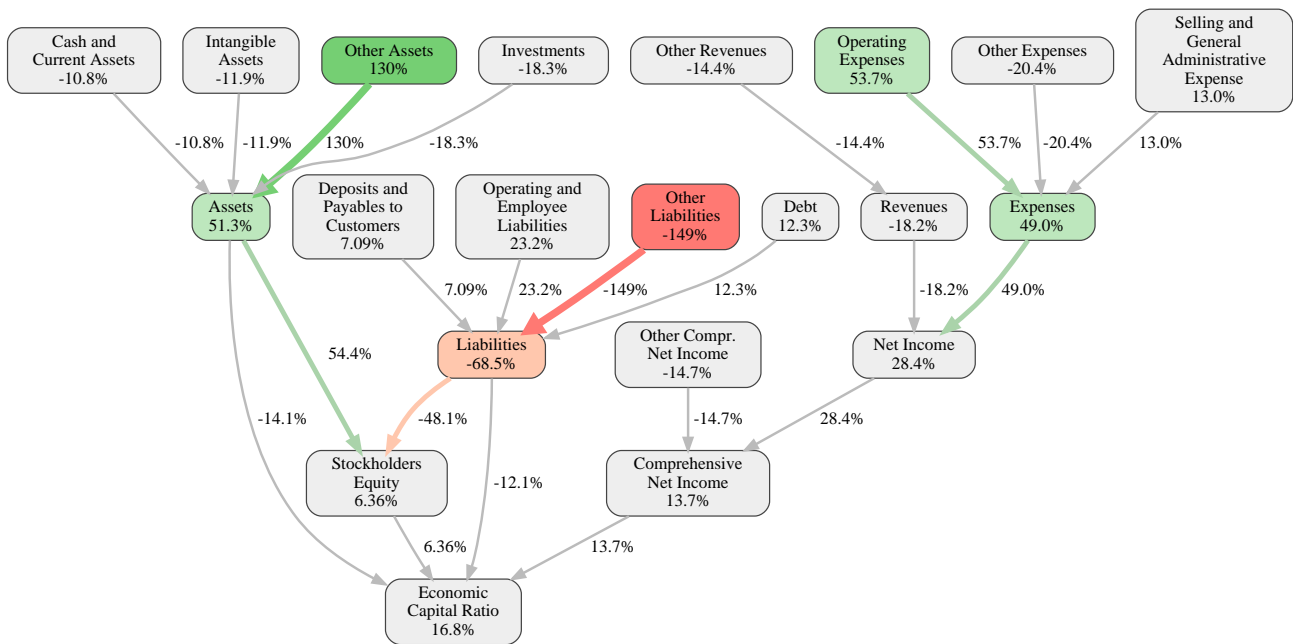 Cash and
Current Assets
-10.8%
Intangible
Assets
-11.9%
Other Assets
130%
Investments
-18.3%
Other Revenues
-14.4%
Operating
Expenses
53.7%
Other Expenses
-20.4%
Selling and
General
Administrative
Expense
13.0%
-10.8%
-11.9%
130%
-18.3%
-14.4%
53.7%
-20.4%
13.0%
Assets
51.3%
Deposits and
Payables to
Customers
7.09%
Operating and
Employee
Liabilities
23.2%
Other
Liabilities
-149%
Debt
12.3%
Revenues
-18.2%
Expenses
49.0%
7.09%
23.2%
-149%
12.3%
-18.2%
49.0%
54.4%
Liabilities
-68.5%
Other Compr.
Net Income
-14.7%
Net Income
28.4%
-14.1%
-48.1%
-14.7%
28.4%
Stockholders
Equity
6.36%
-12.1%
Comprehensive
Net Income
13.7%
6.36%
13.7%
Economic
Capital Ratio
16.8%